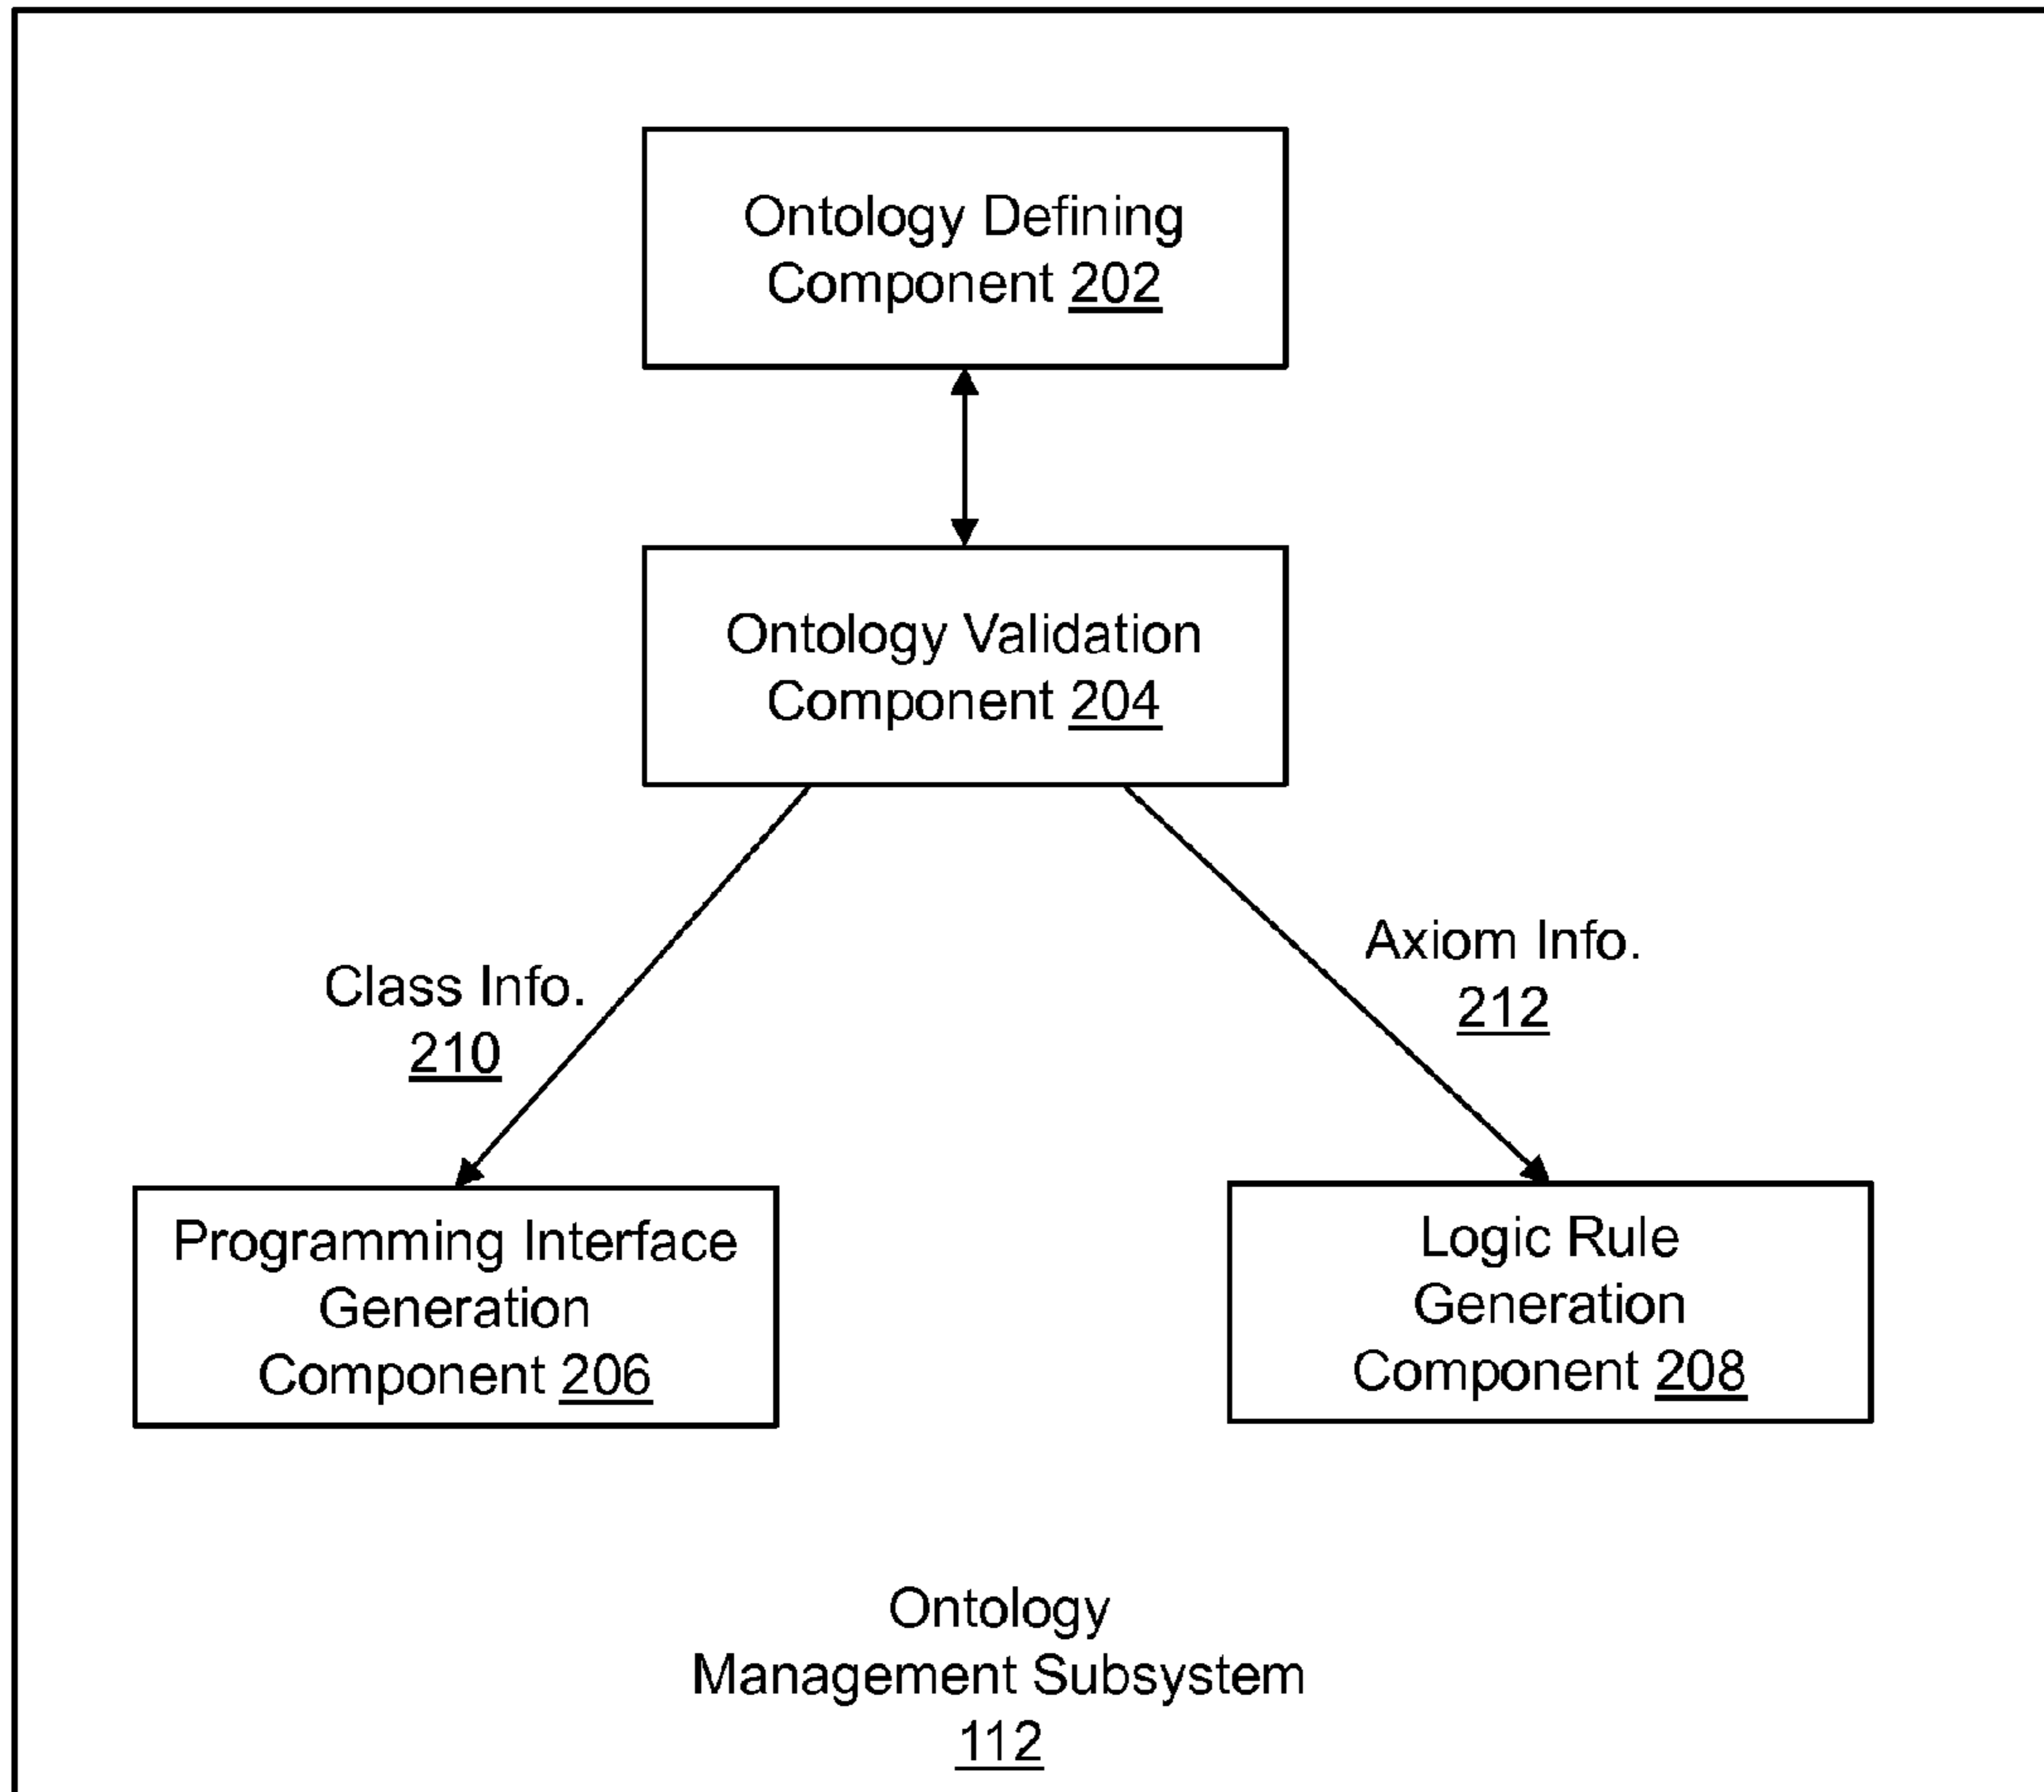 Ontology Defining
Component 202
Ontology Validation
Component 204
Class Info.
210
Axiom Info.
212
Programming Interface
Generation
Component 206
Logic Rule
Generation
Component 208
Ontology
Management Subsystem
112